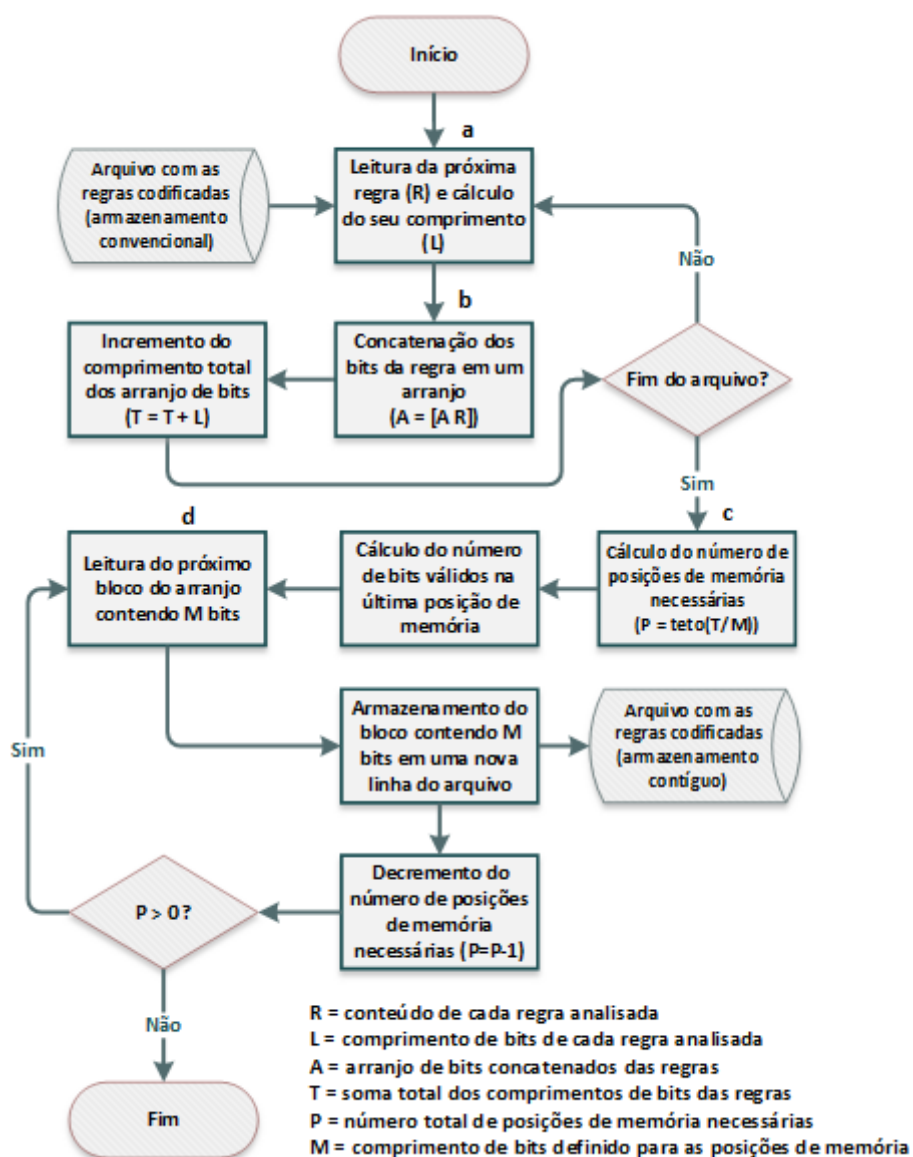 Início
a
Arquivo com as
regras codificadas
(armazenamento
convencional)
Leitura da próxima
regra (R) e cálculo
do seu comprimento
(L)
Não
b
Incremento do
comprimento total
dos arranjo de bits
(T = T + L)
Concatenação dos
bits da regra em um
arranjo
(A = [A R])
Fim do arquivo?
Sim
d
c
Leitura do próximo
bloco do arranjo
contendo M bits
Cálculo do número
de bits válidos na
última posição de
memória
Cálculo do número de
posições de memória
necessárias
(P = teto(T/M))
Sim
Armazenamento do
bloco contendo M
bits em uma nova
linha do arquivo
Arquivo com as
regras codificadas
(armazenamento
contíguo)
P > 0?
Decremento do
número de posições
de memória
necessárias (P=P-1)
Não
Fim
R = conteúdo de cada regra analisada
L = comprimento de bits de cada regra analisada
A = arranjo de bits concatenados das regras
T = soma total dos comprimentos de bits das regras
P = número total de posições de memória necessárias
M = comprimento de bits definido para as posições de memória